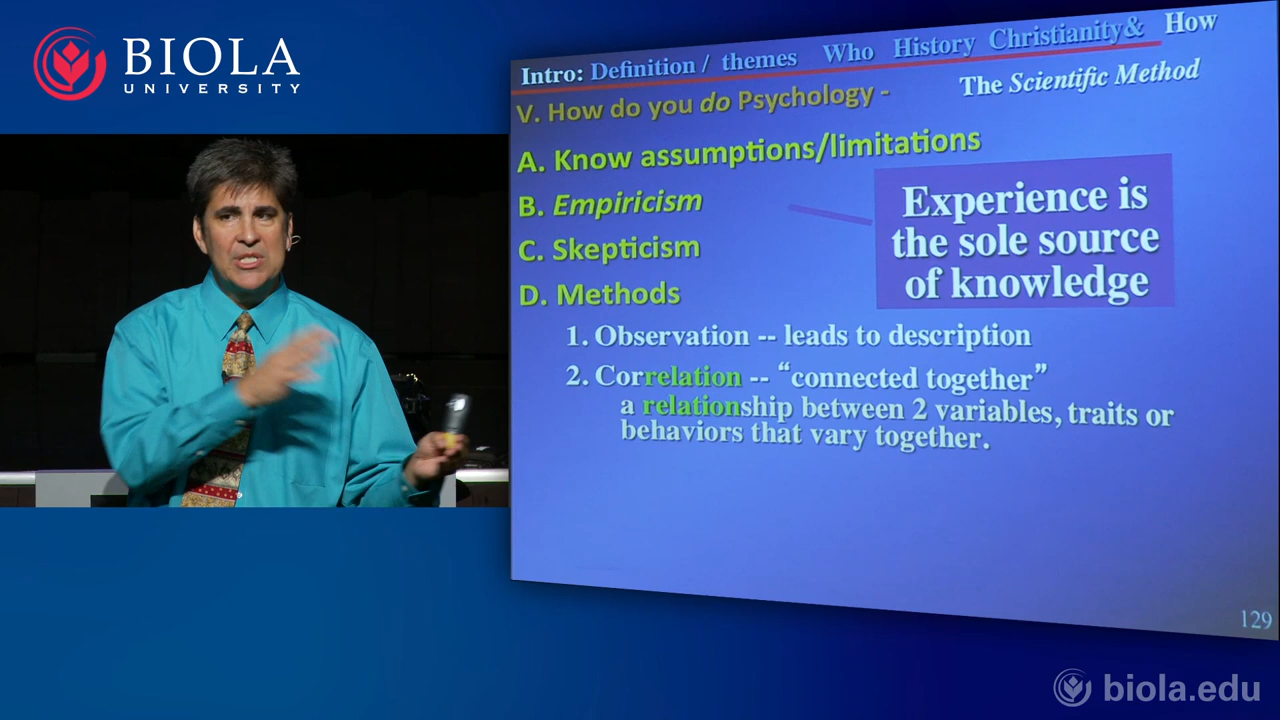 BIOLA
UNIVERSITY
Intro: Definition / themes Who History Christianity& How
V. How do you do Psychology -
The Scientific Method
A. Know assumptions/limitations
B. Empiricism
Experience is
the sole source
of knowledge
C. Skepticism
D. Methods
1. Observation -- leads to description
2. Correlation -- “connected together”
a relationship between 2 variables, traits or
behaviors that vary together.
129
biola.edu